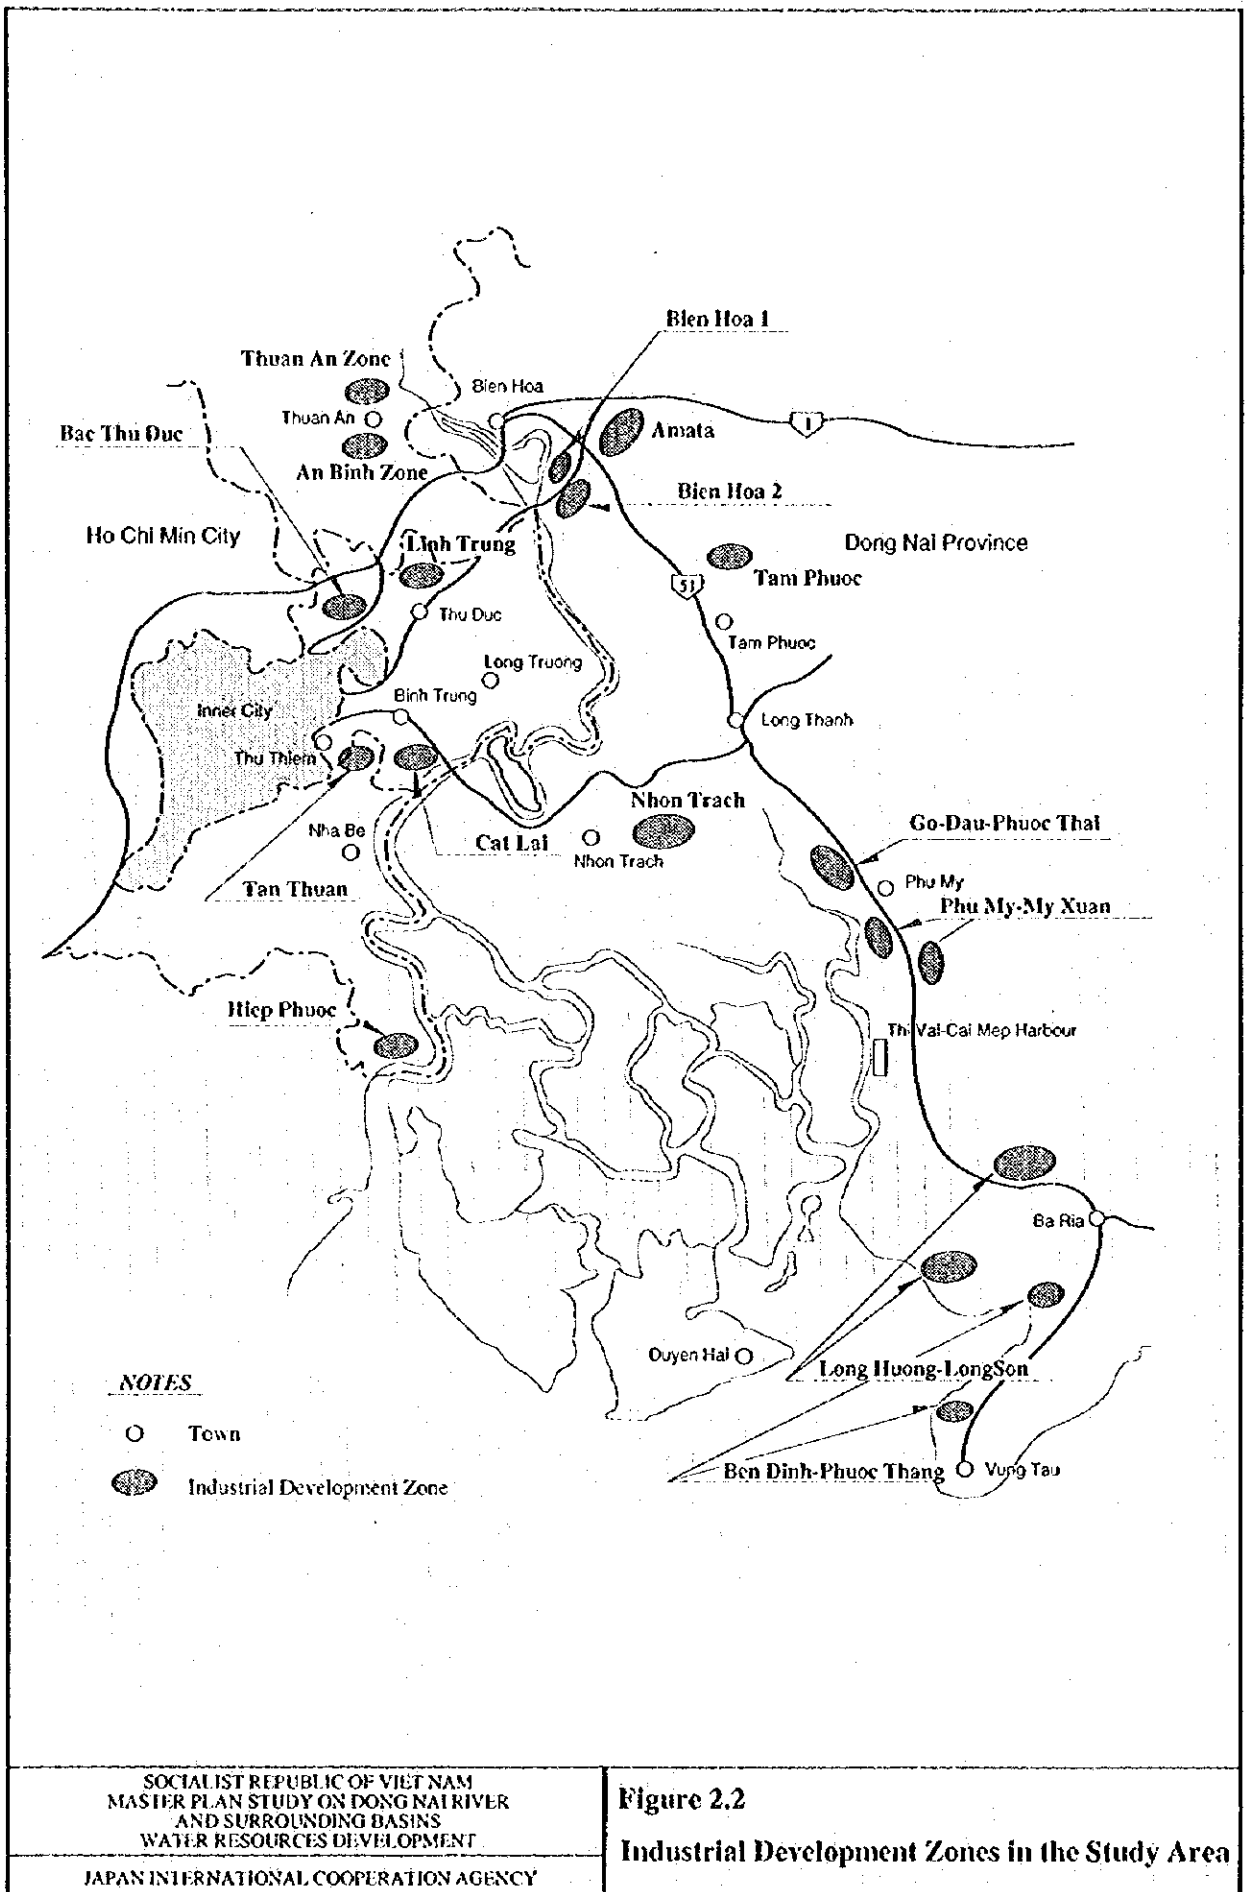 Bien Hoa 1
Thuan An Zone
Bien Hoa
Thuan An
Bac Thu Duc
Amata
1
An Binh Zone
Bien Hoa 2
Ho Chi Min City
Linh Trung
Dong Nai Province
Tam Phuoc
51
Thu Duc
Tam Phuoc
Long Truong
Inner City
Binh Trung
Long Thanh
Thu Thiem
Nhon Trach
Go-Dau-Phuoc Thai
Nha Be
Cat Lai
Nhon Trach
Tan Thuan
Phu My
Phu My-My Xuan
Hiep Phuoc
Thi Vai-Cai Mep Harbour
Ba Ria
Duyen Hai
Long Huong-LongSon
NOTES
Town
Ben Dinh-Phuoc Thang
Vung Tau
Industrial Development Zone
SOCIALIST REPUBLIC OF VIET NAM
MASTER PLAN STUDY ON DONG NAI RIVER
AND SURROUNDING BASINS
WATER RESOURCES DEVELOPMENT
JAPAN INTERNATIONAL COOPERATION AGENCY
Figure 2.2
Industrial Development Zones in the Study Area